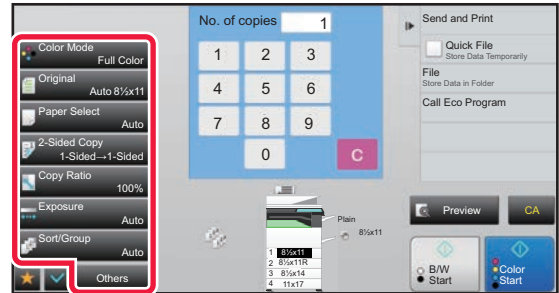 No. of copies 1
Color Mode
Full Color
Original
Auto 8½x11
Paper Select
Auto
2-Sided Copy
1-Sided→1-Sided
Copy Ratio
100%
Exposure
Auto
Sort/Group
Auto
Others
1 2 3
4 5 6
7 8 9
0 C
Plain
8½x11
1 8½x11
2 8½x11R
3 8½x14
4 11x17
Send and Print
Quick File
Store Data Temporarily
File
Store Data in Folder
Call Eco Program
Preview
CA
B/W
Start
Color
Start